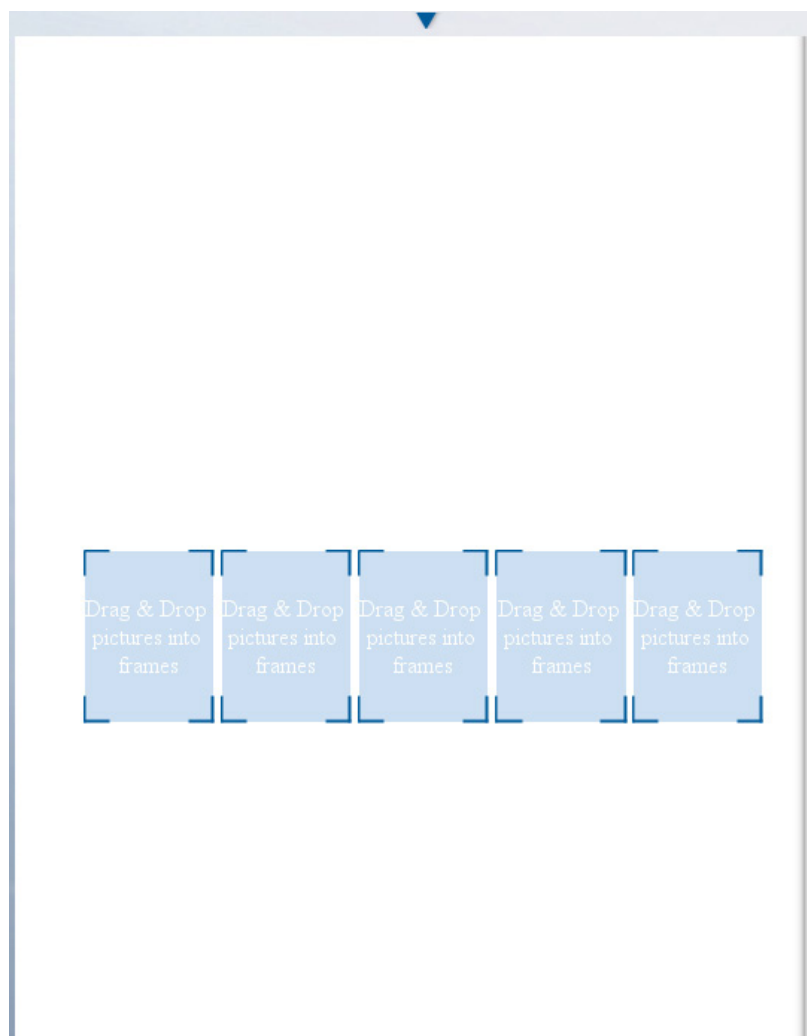 Drag & Drop
pictures into
frames
Drag & Drop
pictures into
frames
Drag & Drop
pictures into
frames
Drag & Drop
pictures into
frames
Drag & Drop
pictures into
frames